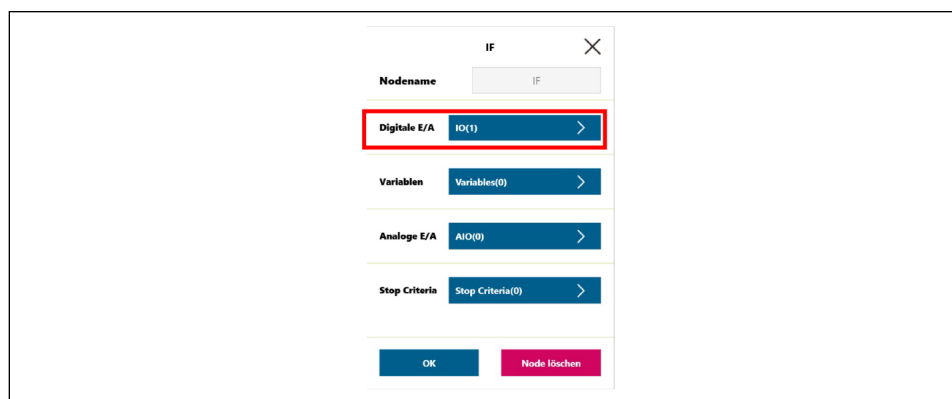 IF
Nodename IF
Digitale E/A IO(1)
Variablen Variables(0)
Analoge E/A AIO(0)
Stop Criteria Stop Criteria(0)
OK Node löschen